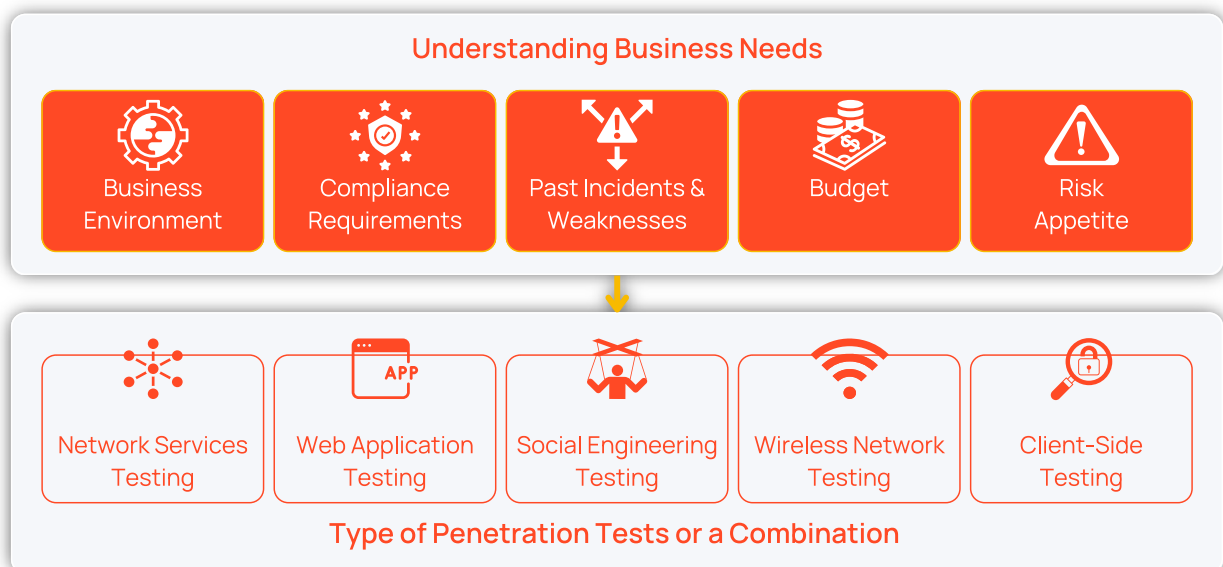 Understanding Business Needs
Business
Environment
Compliance
Requirements
Past Incidents &
Weaknesses
Budget
Risk
Appetite
APP
Network Services
Testing
Web Application
Testing
Social Engineering
Testing
Wireless Network
Testing
Client-Side
Testing
Type of Penetration Tests or a Combination